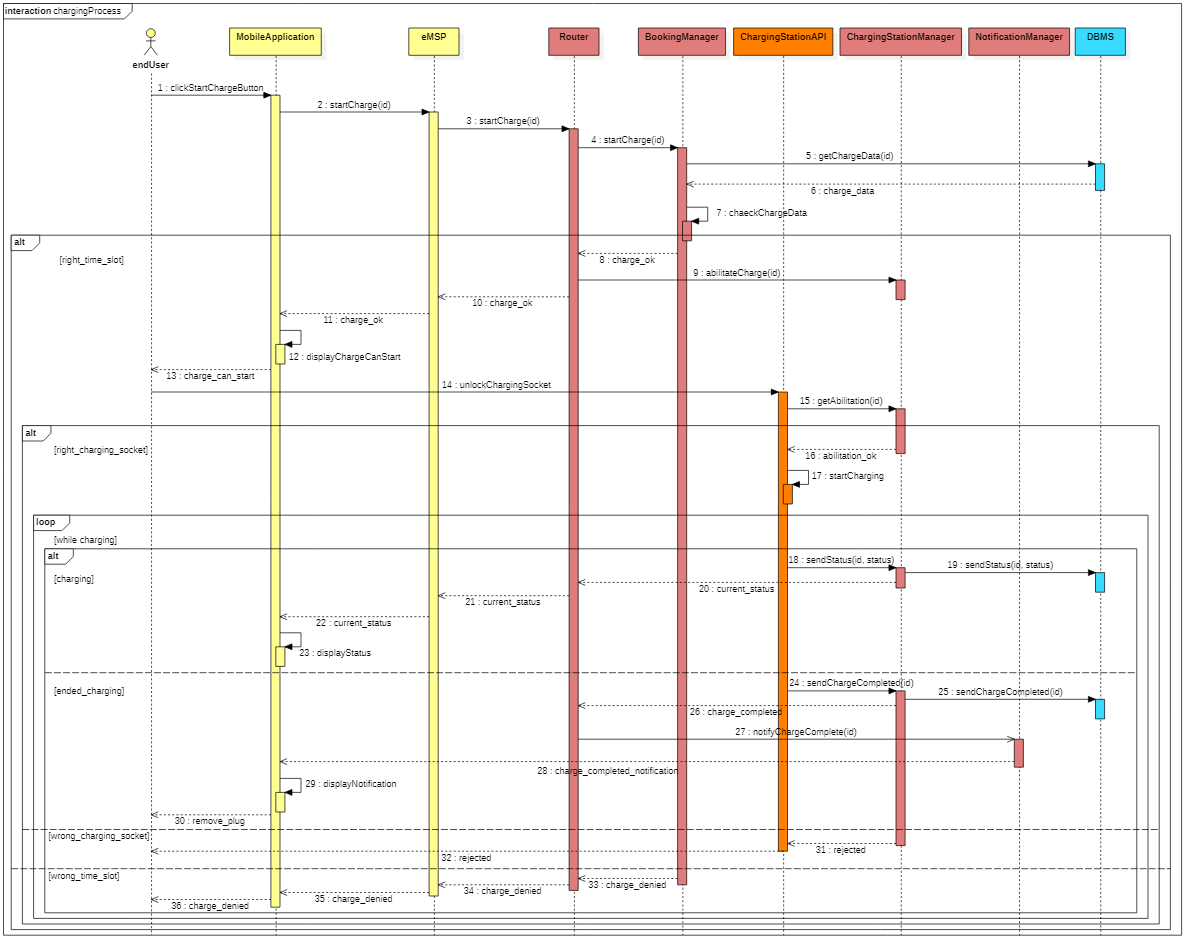 interaction chargingProcess
MobileApplication
eMSP
Router
BookingManager
ChargingStationAPI
ChargingStationManager
NotificationManager
DBMS
endUser
1 : clickStartChargeButton
2 : startCharge(id)
3 : startCharge(id)
4 : startCharge(id)
5 : getChargeData(id)
6 : charge_data
7 : chaeckChargeData
alt
[right_time_slot]
8 : charge_ok
9 : abilitateCharge(id)
10 : charge_ok
11 : charge_ok
12 : displayChargeCanStart
13 : charge_can_start
14 : unlockChargingSocket
15 : getAbilitation(id)
alt
[right_charging_socket]
16 : abilitation_ok
17 : startCharging
loop
[while charging]
alt
[charging]
18 : sendStatus(id, status)
19 : sendStatus(id, status)
20 : current_status
21 : current_status
22 : current_status
23 : displayStatus
[ended_charging]
24 : sendChargeCompleted(id)
25 : sendChargeCompleted(id)
26 : charge_completed
27 : notifyChargeComplete(id)
28 : charge_completed_notification
29 : displayNotification
30 : remove_plug
[wrong_charging_socket]
31 : rejected
32 : rejected
[wrong_time_slot]
33 : charge_denied
34 : charge_denied
35 : charge_denied
36 : charge_denied